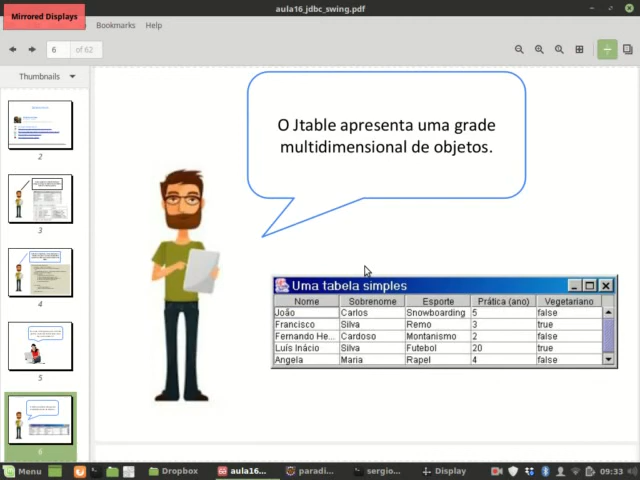 aula16_jdbc_swing.pdf
Mirrored Displays
Bookmarks Help
6 of 62
Thumbnails
2
3
4
5
6
O Jtable apresenta uma grade
multidimensional de objetos.
Uma tabela simples
Nome Sobrenome Esporte Prática (ano) Vegetariano
João Carlos Snowboarding 5 false
Francisco Silva Remo 3 true
Fernando He... Cardoso Montanismo 2 false
Luís Inácio Silva Futebol 20 true
Angela Maria Rapel 4 false
Menu Dropbox aula16... paradi... sergio... Display 09:33